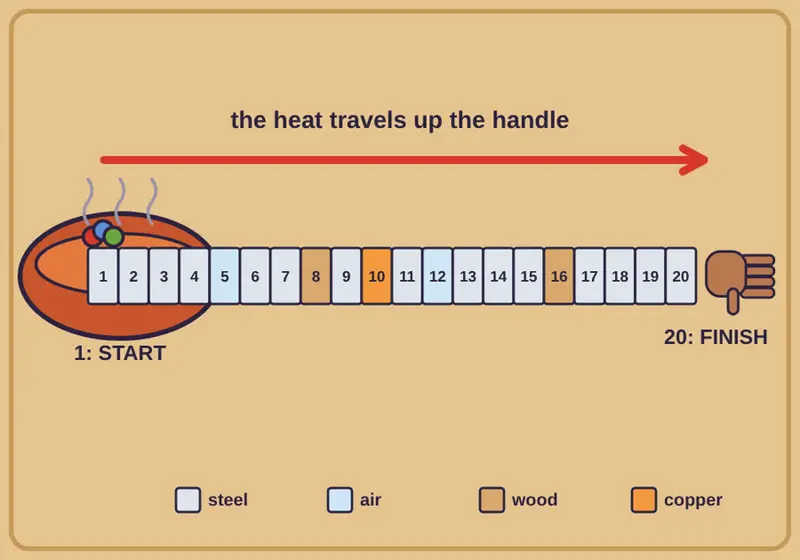 the heat travels up the handle
1 2 3 4 5 6 7 8 9 10 11 12 13 14 15 16 17 18 19 20
1: START
20: FINISH
steel air wood copper